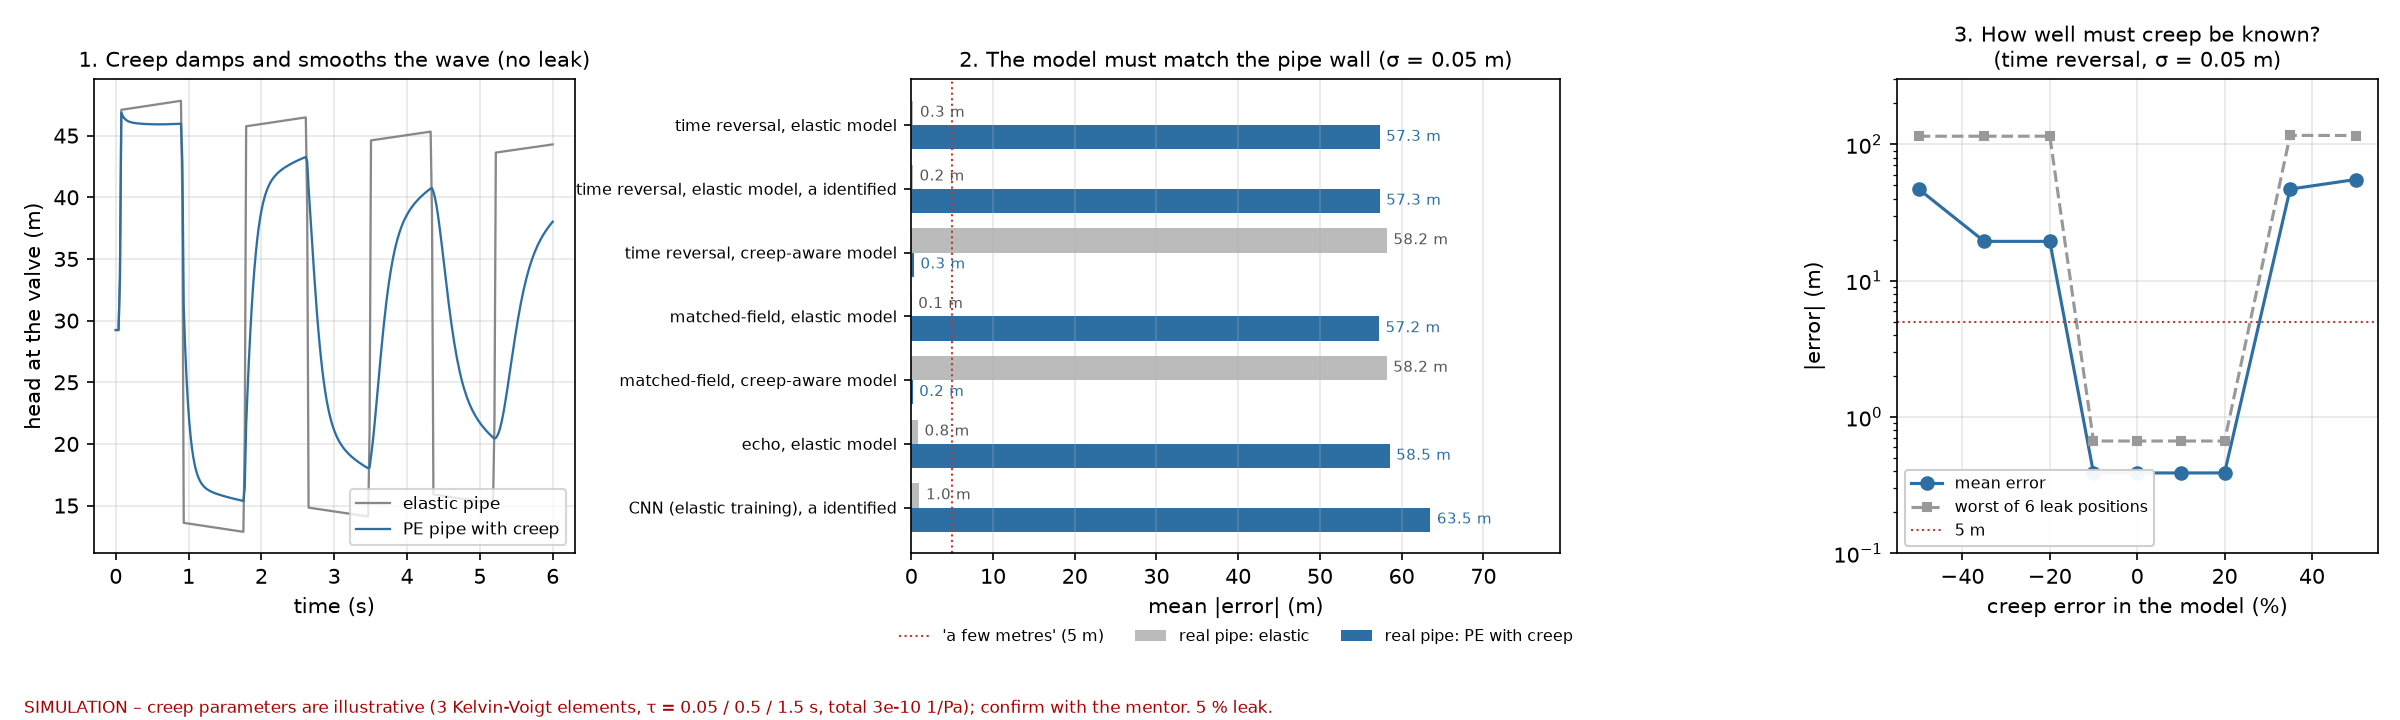 1. Creep damps and smooths the wave (no leak)
head at the valve (m)
45
40
35
30
25
20
15
0 1 2 3 4 5 6
time (s)
elastic pipe
PE pipe with creep
2. The model must match the pipe wall (σ = 0.05 m)
time reversal, elastic model
0.3 m
57.3 m
time reversal, elastic model, a identified
0.2 m
57.3 m
time reversal, creep-aware model
58.2 m
0.3 m
matched-field, elastic model
0.1 m
57.2 m
matched-field, creep-aware model
58.2 m
0.2 m
echo, elastic model
0.8 m
58.5 m
CNN (elastic training), a identified
1.0 m
63.5 m
0 10 20 30 40 50 60 70
mean |error| (m)
'a few metres' (5 m)
real pipe: elastic
real pipe: PE with creep
3. How well must creep be known?
(time reversal, σ = 0.05 m)
|error| (m)
10²
10¹
10⁰
10⁻¹
−40 −20 0 20 40
creep error in the model (%)
mean error
worst of 6 leak positions
5 m
SIMULATION – creep parameters are illustrative (3 Kelvin-Voigt elements, τ = 0.05 / 0.5 / 1.5 s, total 3e-10 1/Pa); confirm with the mentor. 5 % leak.